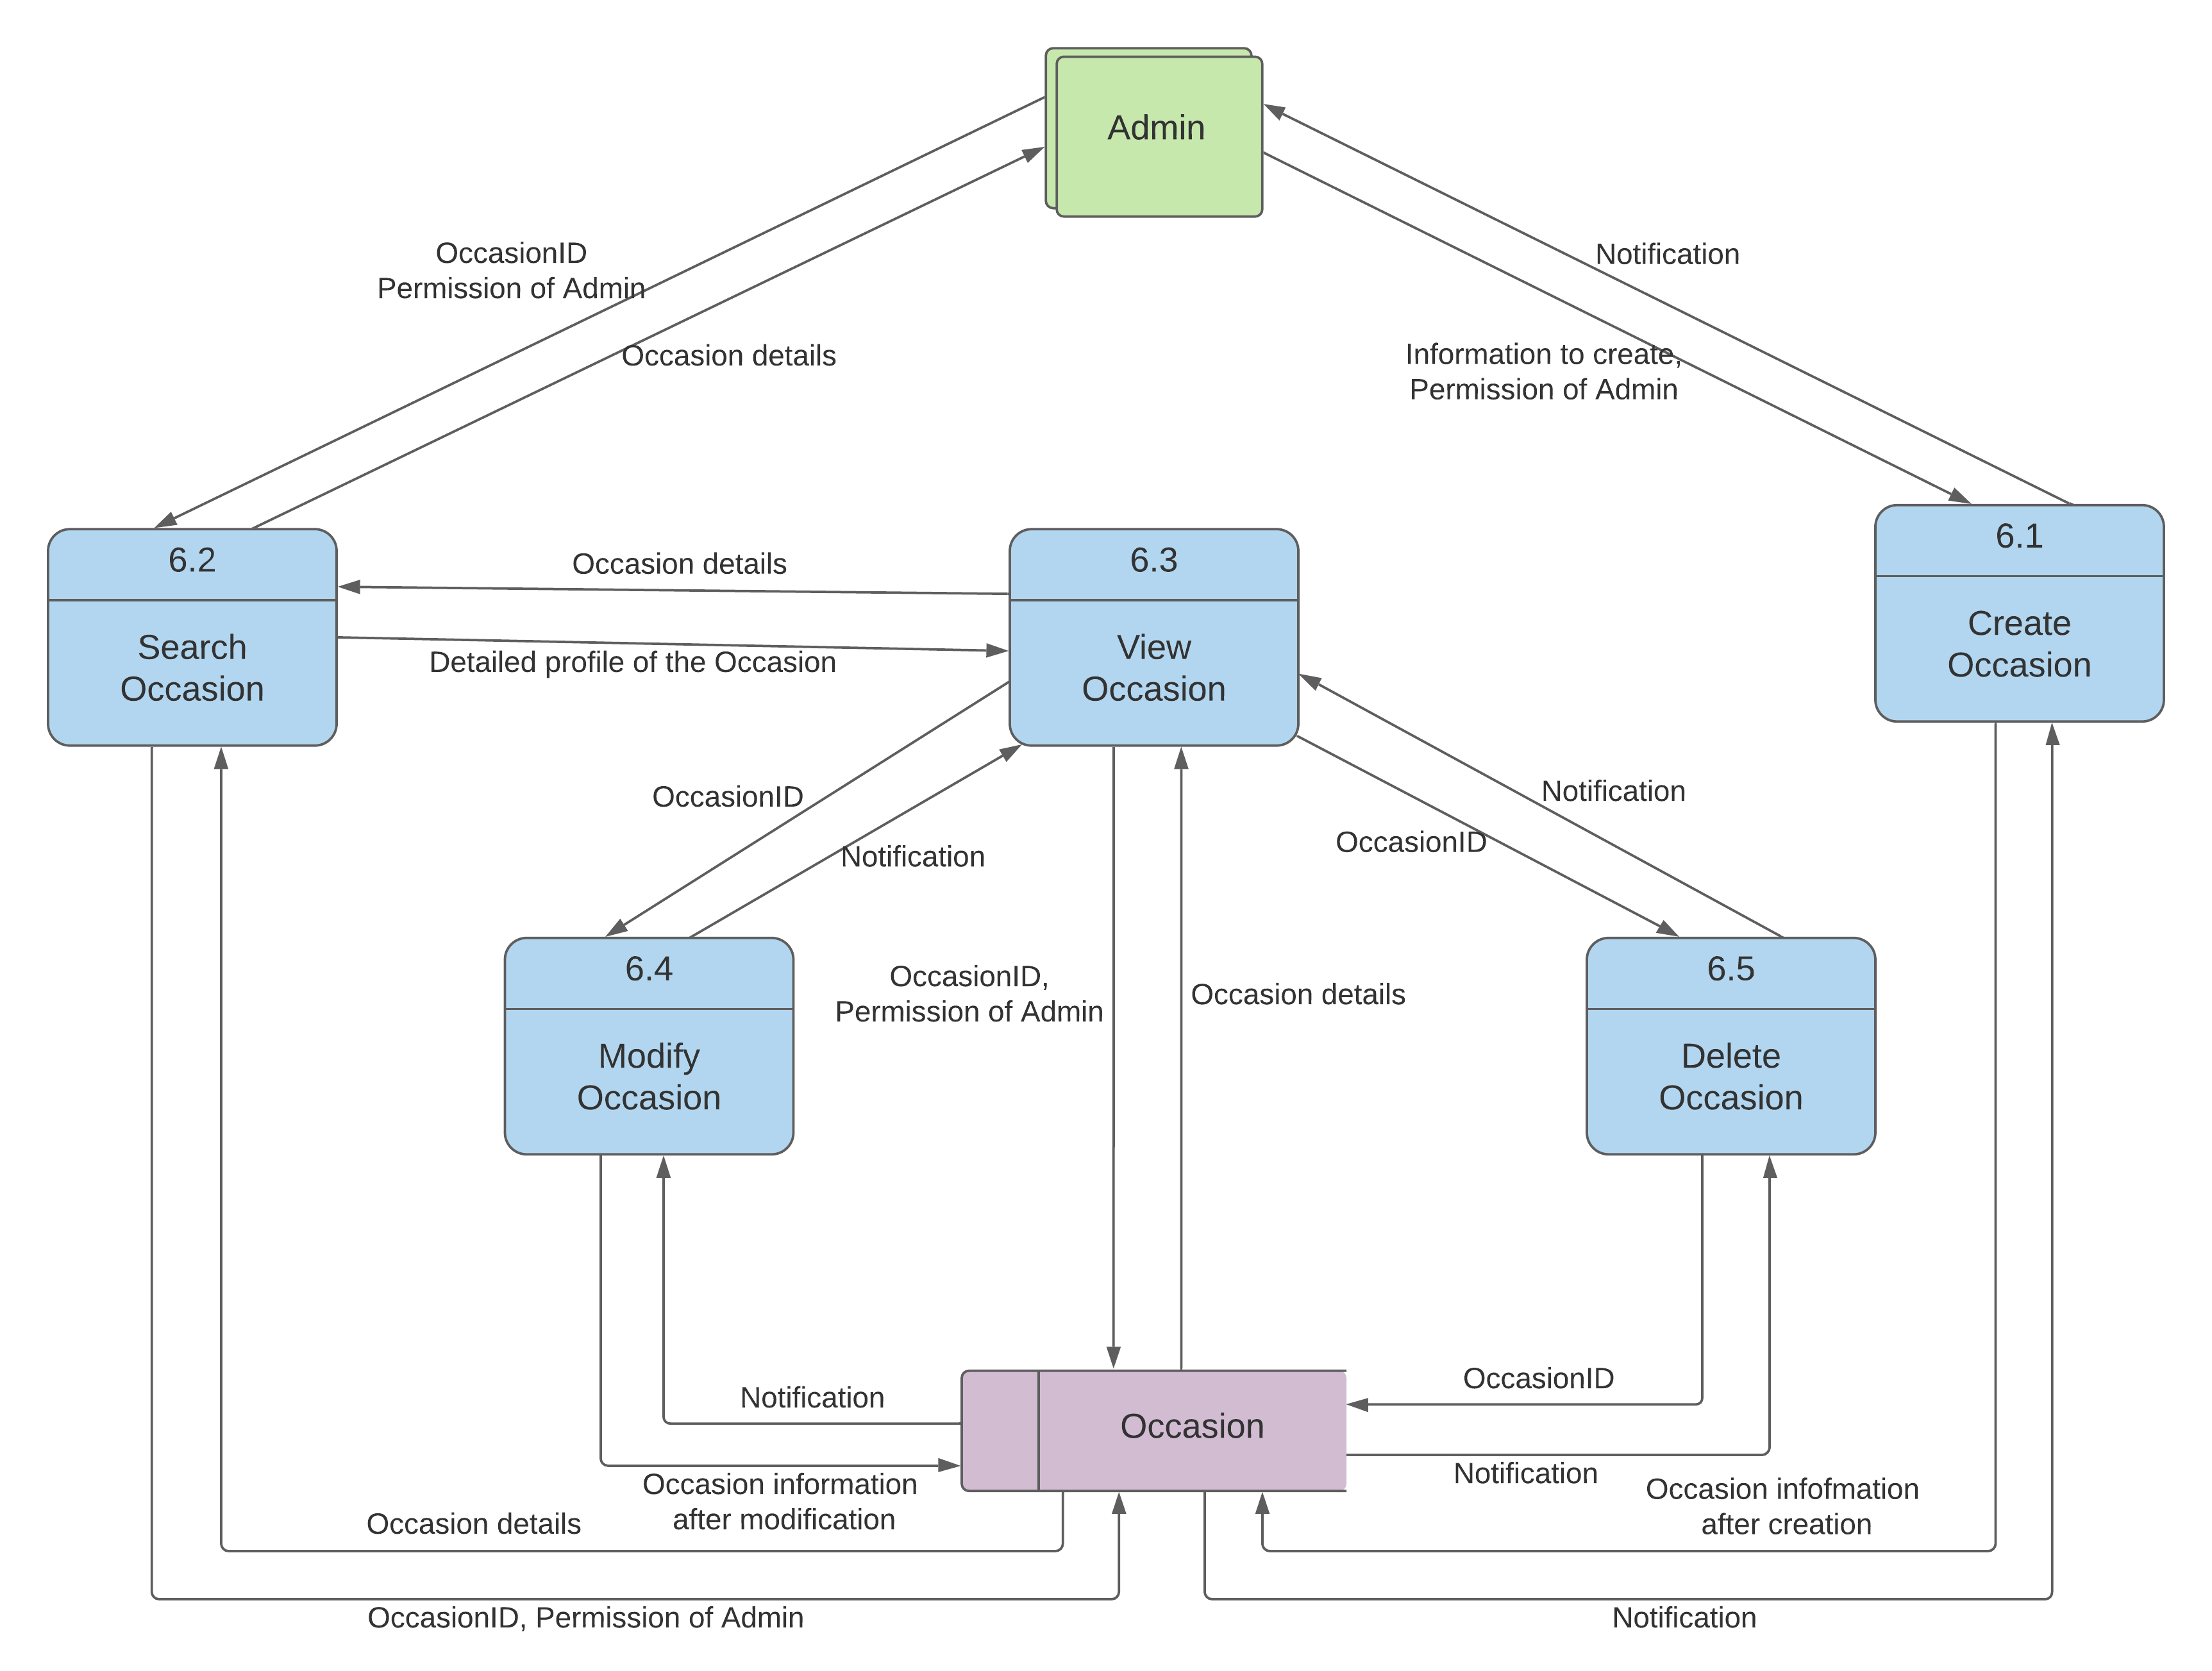 Admin
OccasionID
Permission of Admin
Notification
Occasion details
Information to create,
Permission of Admin
6.2
Search
Occasion
Occasion details
Detailed profile of the Occasion
6.3
View
Occasion
6.1
Create
Occasion
OccasionID
Notification
Notification
OccasionID
6.4
Modify
Occasion
OccasionID,
Permission of Admin
Occasion details
6.5
Delete
Occasion
Notification
Occasion information
after modification
Occasion
OccasionID
Notification
Occasion infofmation
after creation
Occasion details
OccasionID, Permission of Admin
Notification